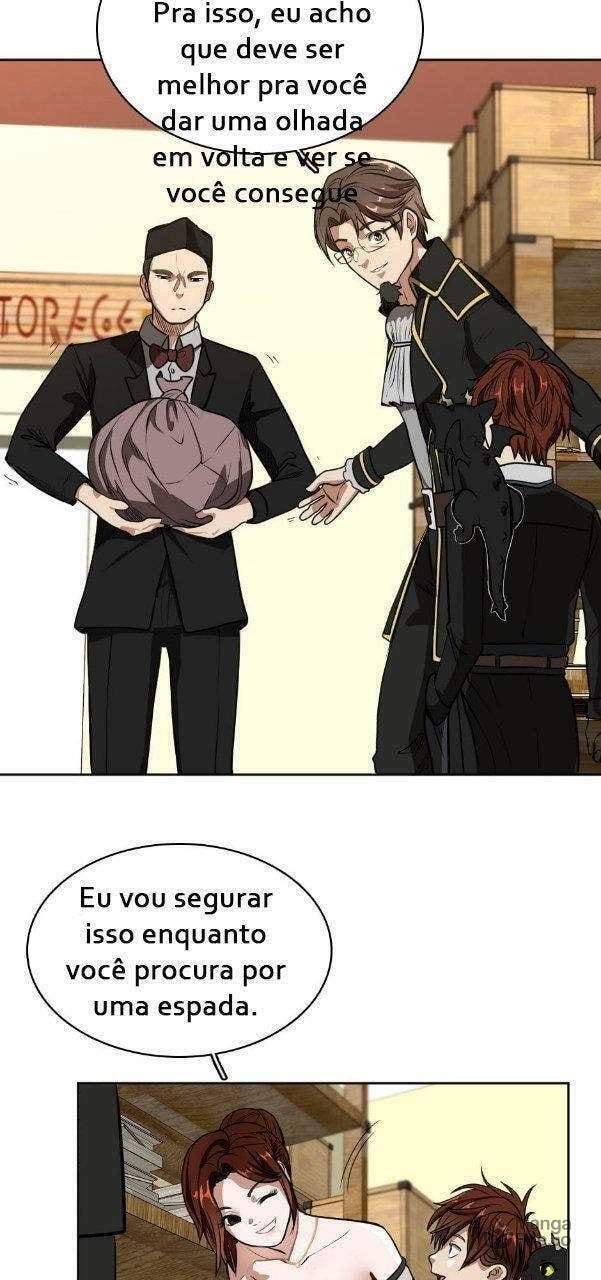 Pra isso, eu acho
que deve ser
melhor pra você
dar uma olhada
em volta e ver se
você consegue
Eu vou segurar
isso enquanto
você procura por
uma espada.